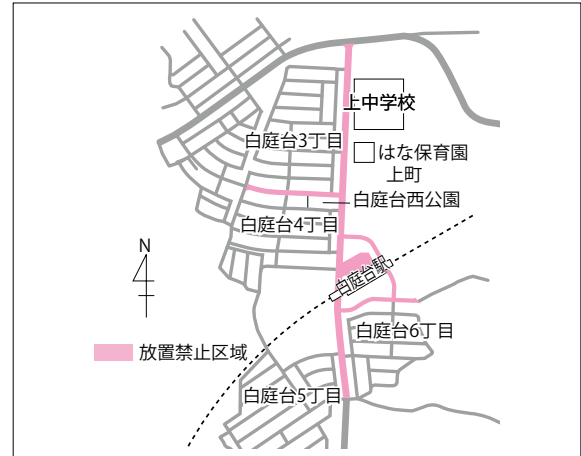 上中学校
白庭台3丁目
はな保育園
上町
白庭台西公園
白庭台4丁目
N
白庭台駅
白庭台6丁目
放置禁止区域
白庭台5丁目